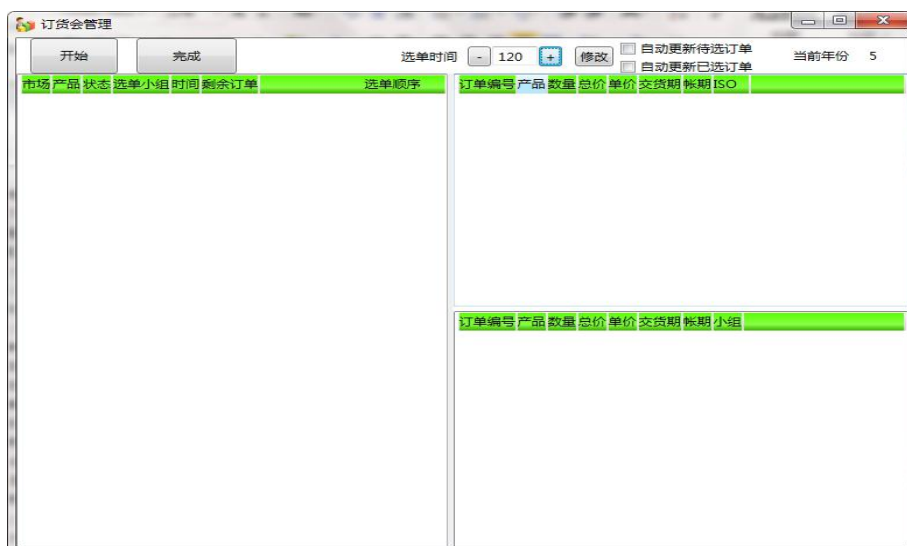 订货会管理
开始 完成 选单时间 - 120 + 修改 自动更新待选订单 当前年份 5
自动更新已选订单
市场 产品 状态 选单小组 时间 剩余订单 选单顺序
订单编号 产品 数量 总价 单价 交货期 帐期 ISO
订单编号 产品 数量 总价 单价 交货期 帐期 小组